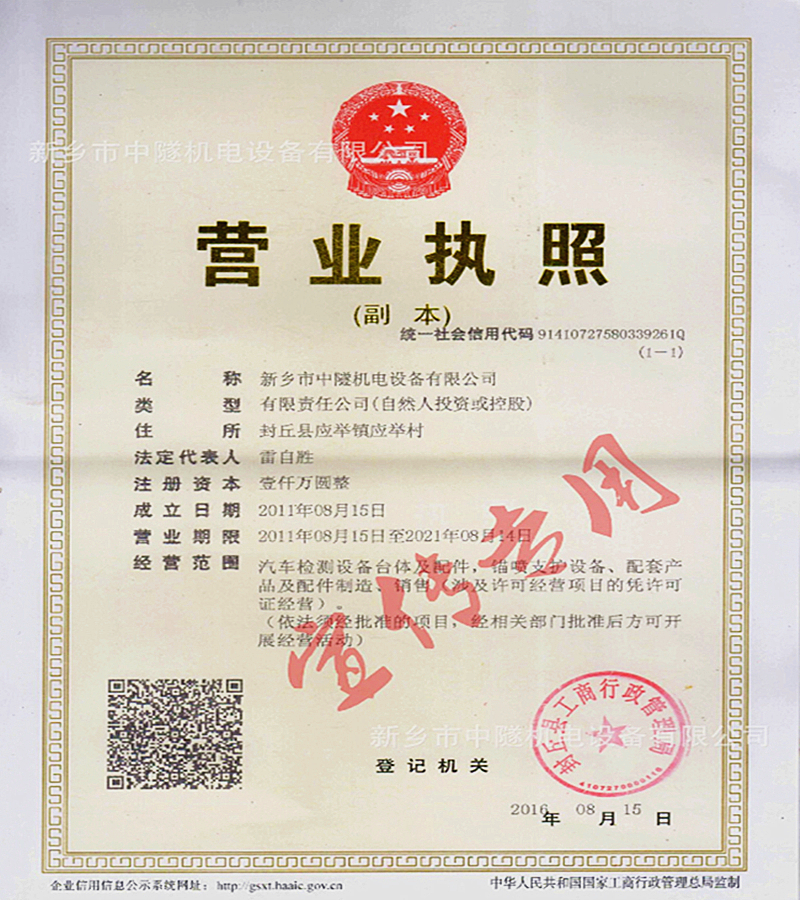 新乡市中隧机电设备有限公司
营业执照
(副 本)
统一社会信用代码 91410727580339261Q
(1-1)
名称 新乡市中隧机电设备有限公司
类型 有限责任公司(自然人投资或控股)
住所 封丘县应举镇应举村
法定代表人 雷自胜
注册资本 壹仟万圆整
成立日期 2011年08月15日
营业期限 2011年08月15日至2021年08月14日
经营范围 汽车检测设备台体及配件，锚喷支护设备、配套产
品及配件制造、销售（涉及许可经营项目的凭许可
证经营）。
（依法须经批准的项目，经相关部门批准后方可开
展经营活动）
宣传专用
封丘县工商行政管理局
4107270000118
新乡市中隧机电设备有限公司
登记机关
2016年08月15日
企业信用信息公示系统网址：http://gsxt.haaic.gov.cn
中华人民共和国国家工商行政管理总局监制